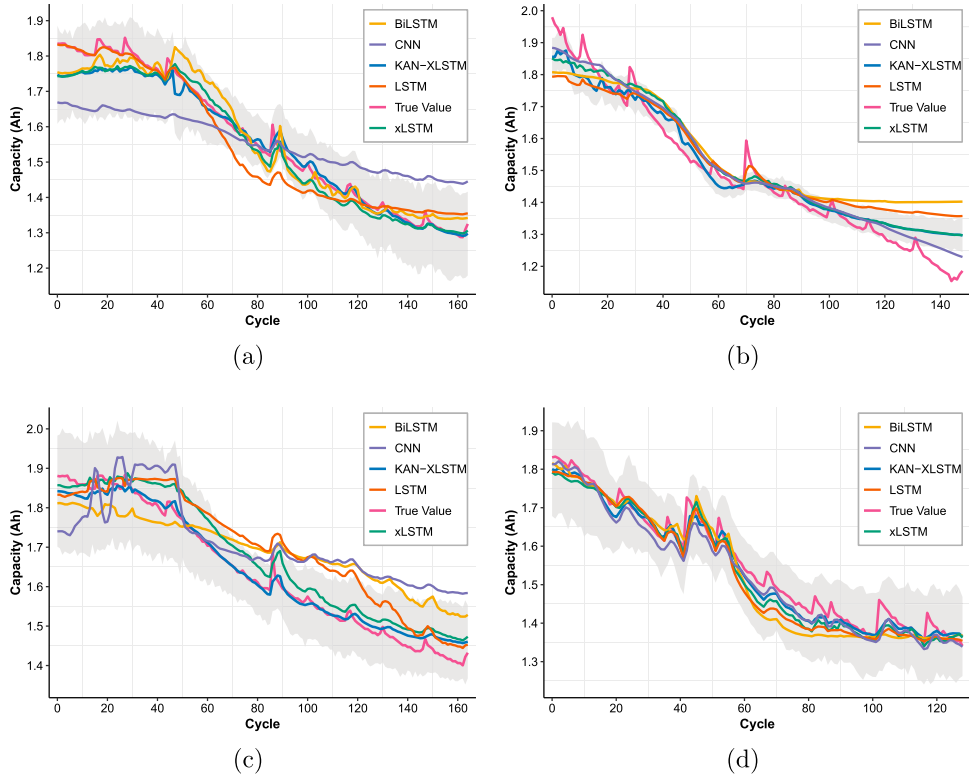 1.9
1.8
1.7
1.6
1.5
1.4
1.3
1.2
Capacity (Ah)
0 20 40 60 80 100 120 140 160
Cycle
BiLSTM
CNN
KAN−XLSTM
LSTM
True Value
xLSTM
(a)
2.0
1.9
1.8
1.7
1.6
1.5
1.4
1.3
1.2
Capacity (Ah)
0 20 40 60 80 100 120 140
Cycle
BiLSTM
CNN
KAN−XLSTM
LSTM
True Value
xLSTM
(b)
2.0
1.9
1.8
1.7
1.6
1.5
1.4
Capacity (Ah)
0 20 40 60 80 100 120 140 160
Cycle
BiLSTM
CNN
KAN−XLSTM
LSTM
True Value
xLSTM
(c)
1.9
1.8
1.7
1.6
1.5
1.4
1.3
Capacity (Ah)
0 20 40 60 80 100 120
Cycle
BiLSTM
CNN
KAN−XLSTM
LSTM
True Value
xLSTM
(d)